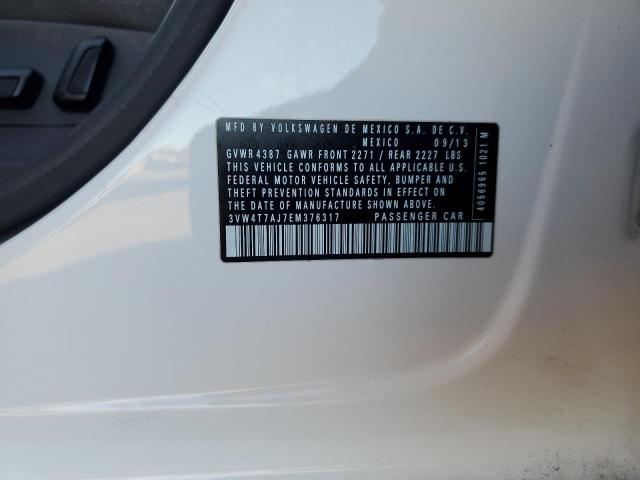 MFD BY VOLKSWAGEN DE MEXICO S.A. DE C.V.
MEXICO 09/13
GVWR 4387 GAWR FRONT 2271 / REAR 2227 LBS
THIS VEHICLE CONFORMS TO ALL APPLICABLE U.S.
FEDERAL MOTOR VEHICLE SAFETY, BUMPER AND
THEFT PREVENTION STANDARDS IN EFFECT ON THE
DATE OF MANUFACTURE SHOWN ABOVE.
3VW4T7AJ7EM376317 PASSENGER CAR
4056965 1021 M